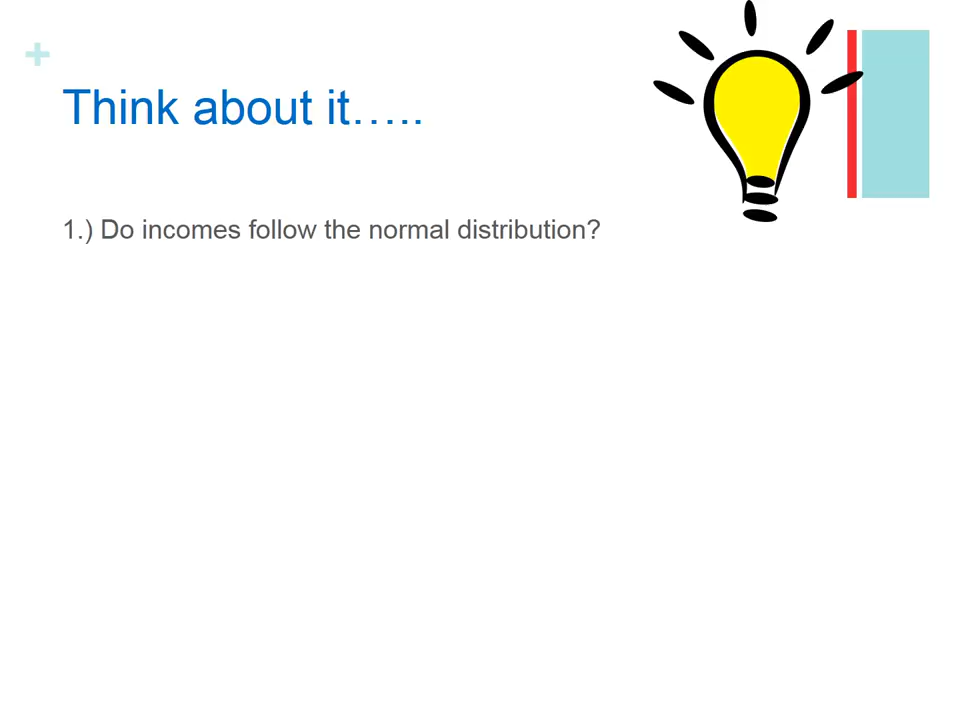 +
Think about it…..
1.) Do incomes follow the normal distribution?